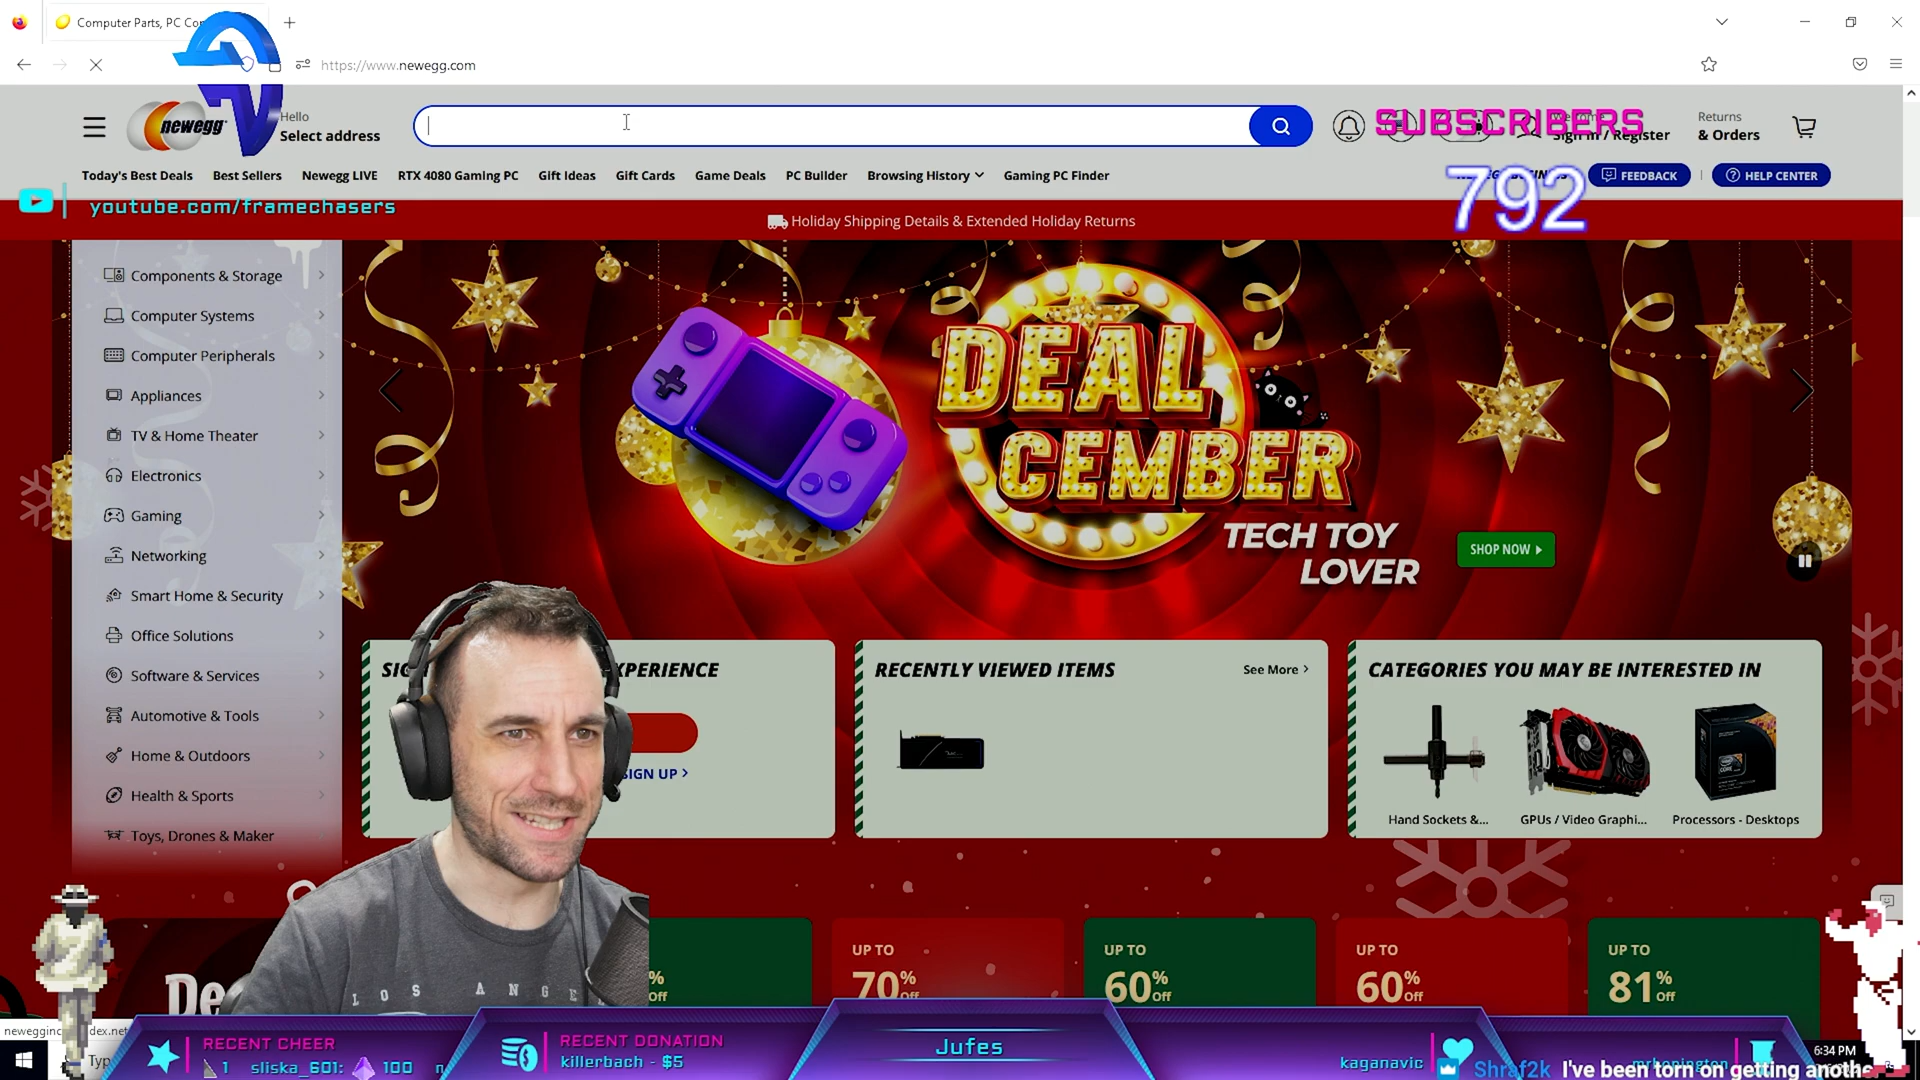 Computer Parts, PC Co
https://www.newegg.com
newegg
Hello
Select address
SUBSCRIBERS
Sign in / Register
Returns
& Orders
Today's Best Deals
Best Sellers
Newegg LIVE
RTX 4080 Gaming PC
Gift Ideas
Gift Cards
Game Deals
PC Builder
Browsing History
Gaming PC Finder
792
FEEDBACK
HELP CENTER
youtube.com/framechasers
Holiday Shipping Details & Extended Holiday Returns
Components & Storage
Computer Systems
Computer Peripherals
Appliances
TV & Home Theater
Electronics
Gaming
Networking
Smart Home & Security
Office Solutions
Software & Services
Automotive & Tools
Home & Outdoors
Health & Sports
Toys, Drones & Maker
DEAL
CEMBER
TECH TOY
LOVER
SHOP NOW
SIG
XPERIENCE
SIGN UP
RECENTLY VIEWED ITEMS
See More
CATEGORIES YOU MAY BE INTERESTED IN
Hand Sockets &...
GPUs / Video Graphi...
Processors - Desktops
LOS ANGE
De
% Off
UP TO
70% Off
UP TO
60% Off
UP TO
60% Off
UP TO
81% Off
newegginc
dex.net
Typ
RECENT CHEER
1 sliska_601: 100
RECENT DONATION
killerbach - $5
Jufes
kaganavic
mrhopington
6:34 PM
Shraf2k I've been torn on getting anothe